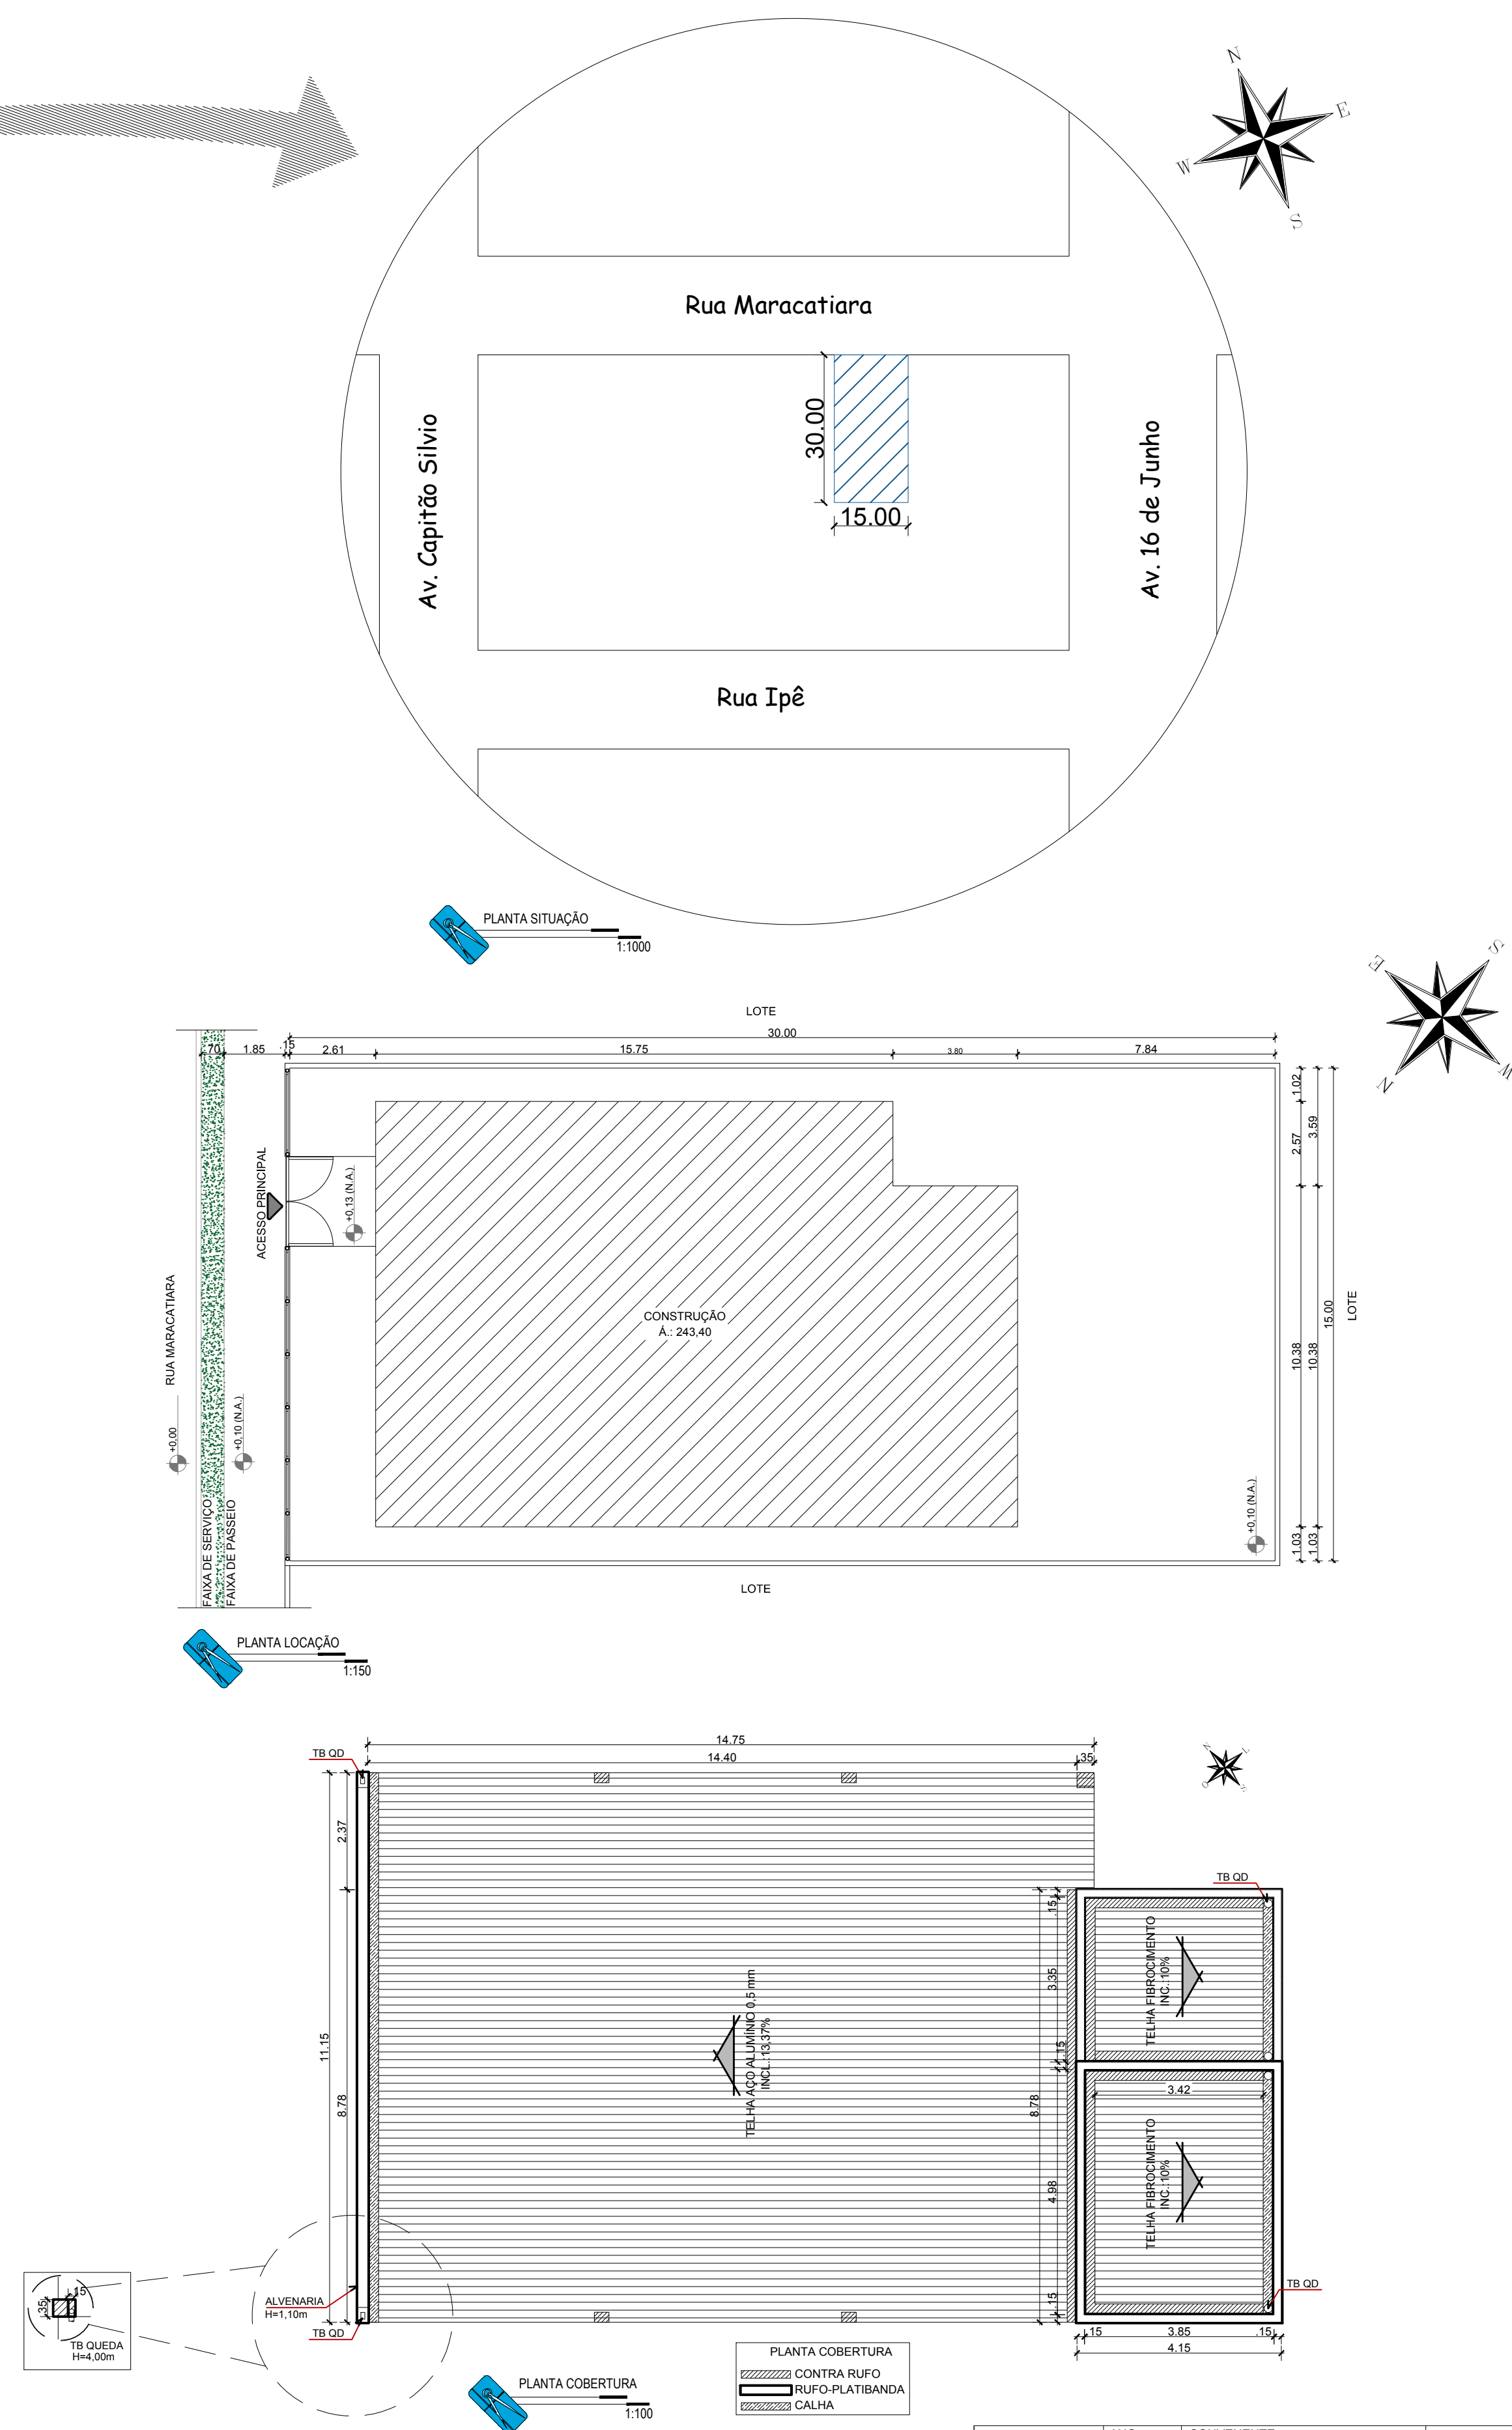 N
E
W
S
Rua Maracatiara
30.00
15.00
Av. Capitão Silvio
Av. 16 de Junho
Rua Ipê
PLANTA SITUAÇÃO
1:1000
E
S
N
W
LOTE
30.00
.70
1.85
.15
2.61
15.75
3.80
7.84
1.02
2.57
3.59
10.38
10.38
15.00
1.03
1.03
LOTE
ACESSO PRINCIPAL
+0,13 (N.A.)
RUA MARACATIARA
CONSTRUÇÃO
Á.: 243,40
+0,00
+0,10 (N.A.)
FAIXA DE SERVIÇO
FAIXA DE PASSEIO
+0,10 (N.A.)
LOTE
PLANTA LOCAÇÃO
1:150
14.75
14.40
.35
TB QD
N
L
O
S
2.37
11.15
8.78
TELHA AÇO ALUMÍNIO 0,5 mm
INCL.:13,37%
TB QD
.15
3.35
.15
8.78
4.98
.15
TELHA FIBROCIMENTO
INC.:10%
3.42
TELHA FIBROCIMENTO
INC.:10%
TB QD
.15
3.85
.15
4.15
ALVENARIA
H=1,10m
TB QD
.15
.35
TB QUEDA
H=4,00m
PLANTA COBERTURA
CONTRA RUFO
RUFO-PLATIBANDA
CALHA
PLANTA COBERTURA
1:100